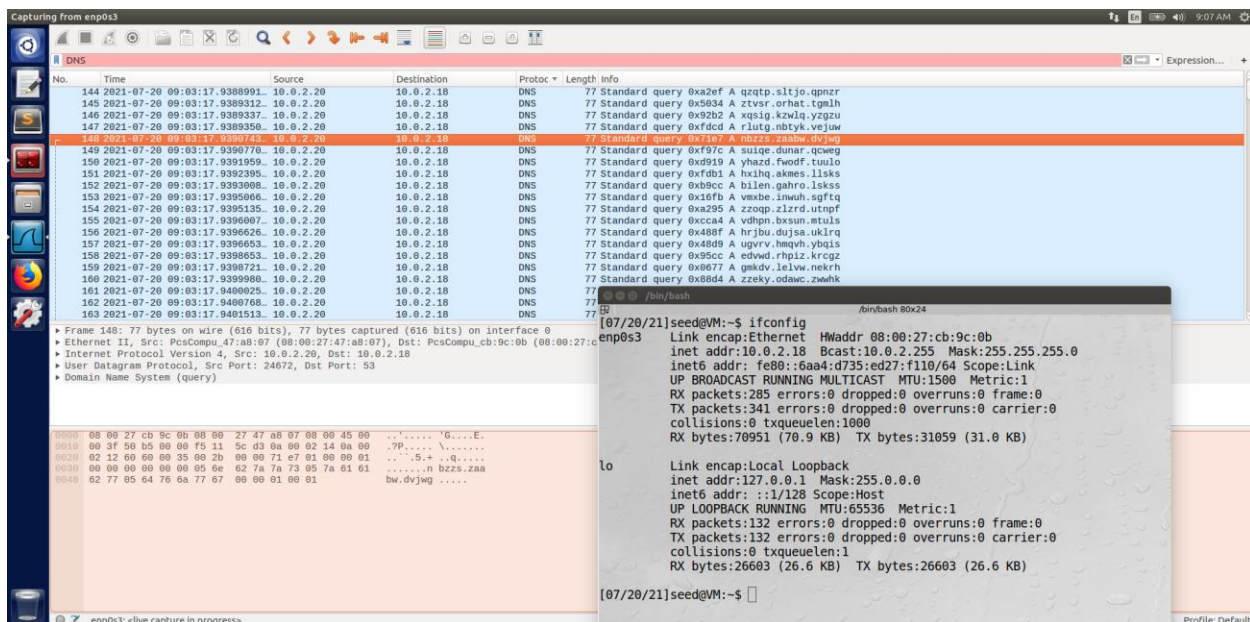 Capturing from enp0s3
En 9:07 AM
DNS Expression... +
No. Time Source Destination Protoc Length Info
144 2021-07-20 09:03:17.9388991… 10.0.2.20 10.0.2.18 DNS 77 Standard query 0xa2ef A qzqtp.sltjo.qpnzr
145 2021-07-20 09:03:17.9389312… 10.0.2.20 10.0.2.18 DNS 77 Standard query 0x5034 A ztvsr.orhat.tgmlh
146 2021-07-20 09:03:17.9389337… 10.0.2.20 10.0.2.18 DNS 77 Standard query 0x92b2 A xqsig.kzwlq.yzgzu
147 2021-07-20 09:03:17.9389350… 10.0.2.20 10.0.2.18 DNS 77 Standard query 0xfdcd A rlutg.nbtyk.vejuw
148 2021-07-20 09:03:17.9390743… 10.0.2.20 10.0.2.18 DNS 77 Standard query 0x71e7 A nbzzs.zaabw.dvjwg
149 2021-07-20 09:03:17.9390770… 10.0.2.20 10.0.2.18 DNS 77 Standard query 0xf97c A suiqe.dunar.qcweg
150 2021-07-20 09:03:17.9391959… 10.0.2.20 10.0.2.18 DNS 77 Standard query 0xd919 A yhazd.fwodf.tuulo
151 2021-07-20 09:03:17.9392395… 10.0.2.20 10.0.2.18 DNS 77 Standard query 0xfdb1 A hxihq.akmes.llsks
152 2021-07-20 09:03:17.9393008… 10.0.2.20 10.0.2.18 DNS 77 Standard query 0xb9cc A bilen.gahro.lskss
153 2021-07-20 09:03:17.9395066… 10.0.2.20 10.0.2.18 DNS 77 Standard query 0x16fb A vmxbe.inwuh.sgftq
154 2021-07-20 09:03:17.9395135… 10.0.2.20 10.0.2.18 DNS 77 Standard query 0xa295 A zzoqp.zlzrd.utnpf
155 2021-07-20 09:03:17.9396007… 10.0.2.20 10.0.2.18 DNS 77 Standard query 0xcca4 A vdhpn.bxsun.mtuls
156 2021-07-20 09:03:17.9396626… 10.0.2.20 10.0.2.18 DNS 77 Standard query 0x488f A hrjbu.dujsa.uklrq
157 2021-07-20 09:03:17.9396653… 10.0.2.20 10.0.2.18 DNS 77 Standard query 0x48d9 A ugvrv.hmqvh.ybqis
158 2021-07-20 09:03:17.9398653… 10.0.2.20 10.0.2.18 DNS 77 Standard query 0x95cc A edvwd.rhpiz.krcgz
159 2021-07-20 09:03:17.9398721… 10.0.2.20 10.0.2.18 DNS 77 Standard query 0x0677 A gmkdv.lelvw.nekrh
160 2021-07-20 09:03:17.9399980… 10.0.2.20 10.0.2.18 DNS 77 Standard query 0x88d4 A zzeky.odawc.zwwhk
161 2021-07-20 09:03:17.9400025… 10.0.2.20 10.0.2.18 DNS 77
162 2021-07-20 09:03:17.9400768… 10.0.2.20 10.0.2.18 DNS 77
163 2021-07-20 09:03:17.9401513… 10.0.2.20 10.0.2.18 DNS 77
Frame 148: 77 bytes on wire (616 bits), 77 bytes captured (616 bits) on interface 0
Ethernet II, Src: PcsCompu_47:a8:07 (08:00:27:47:a8:07), Dst: PcsCompu_cb:9c:0b (08:00:27:c
Internet Protocol Version 4, Src: 10.0.2.20, Dst: 10.0.2.18
User Datagram Protocol, Src Port: 24672, Dst Port: 53
Domain Name System (query)
0000 08 00 27 cb 9c 0b 08 00 27 47 a8 07 08 00 45 00 ..'..... 'G....E.
0010 00 3f 50 b5 00 00 f5 11 5c d3 0a 00 02 14 0a 00 .?P..... \.......
0020 02 12 60 60 00 35 00 2b 00 00 71 e7 01 00 00 01 ..``.5.+ ..q.....
0030 00 00 00 00 00 00 05 6e 62 7a 7a 73 05 7a 61 61 .......n bzzs.zaa
0040 62 77 05 64 76 6a 77 67 00 00 01 00 01 bw.dvjwg .....
/bin/bash
/bin/bash 80x24
[07/20/21]seed@VM:~$ ifconfig
enp0s3 Link encap:Ethernet HWaddr 08:00:27:cb:9c:0b
inet addr:10.0.2.18 Bcast:10.0.2.255 Mask:255.255.255.0
inet6 addr: fe80::6aa4:d735:ed27:f110/64 Scope:Link
UP BROADCAST RUNNING MULTICAST MTU:1500 Metric:1
RX packets:285 errors:0 dropped:0 overruns:0 frame:0
TX packets:341 errors:0 dropped:0 overruns:0 carrier:0
collisions:0 txqueuelen:1000
RX bytes:70951 (70.9 KB) TX bytes:31059 (31.0 KB)
lo Link encap:Local Loopback
inet addr:127.0.0.1 Mask:255.0.0.0
inet6 addr: ::1/128 Scope:Host
UP LOOPBACK RUNNING MTU:65536 Metric:1
RX packets:132 errors:0 dropped:0 overruns:0 frame:0
TX packets:132 errors:0 dropped:0 overruns:0 carrier:0
collisions:0 txqueuelen:1
RX bytes:26603 (26.6 KB) TX bytes:26603 (26.6 KB)
[07/20/21]seed@VM:~$
enp0s3: <live capture in progress> Profile: Default